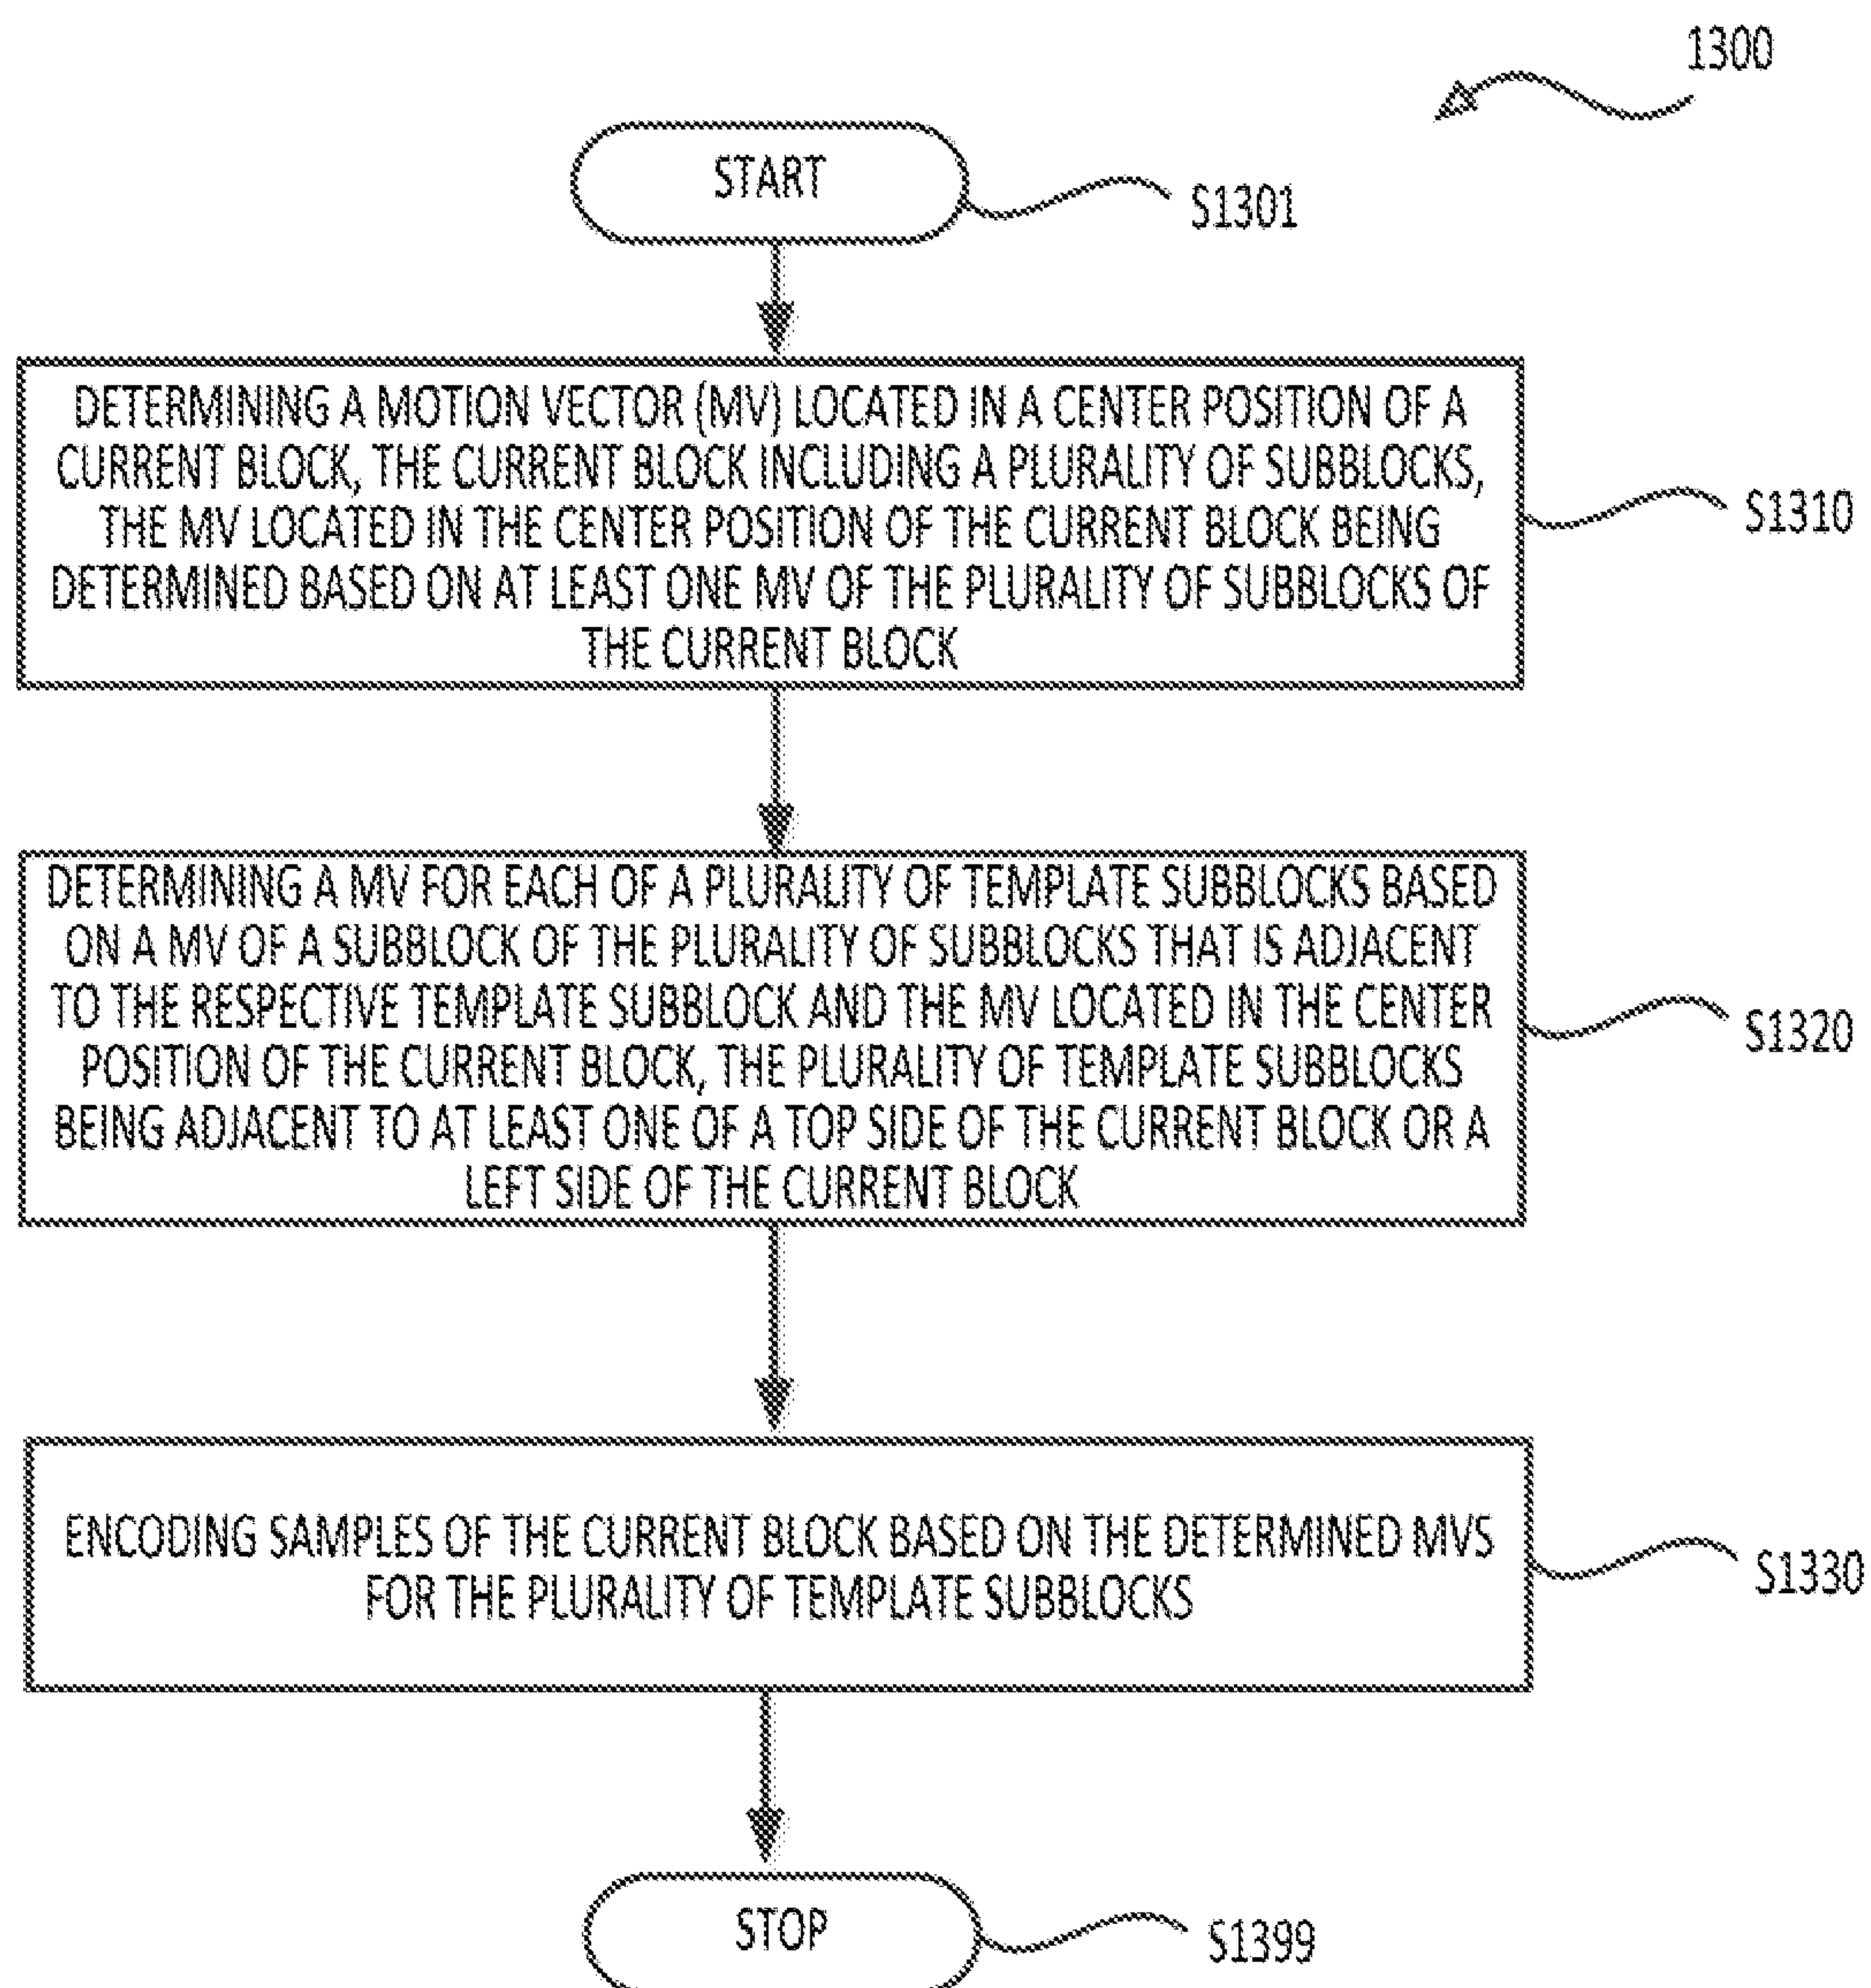 1300
START
S1301
DETERMINING A MOTION VECTOR (MV) LOCATED IN A CENTER POSITION OF A
CURRENT BLOCK, THE CURRENT BLOCK INCLUDING A PLURALITY OF SUBBLOCKS,
THE MV LOCATED IN THE CENTER POSITION OF THE CURRENT BLOCK BEING
DETERMINED BASED ON AT LEAST ONE MV OF THE PLURALITY OF SUBBLOCKS OF
THE CURRENT BLOCK
S1310
DETERMINING A MV FOR EACH OF A PLURALITY OF TEMPLATE SUBBLOCKS BASED
ON A MV OF A SUBBLOCK OF THE PLURALITY OF SUBBLOCKS THAT IS ADJACENT
TO THE RESPECTIVE TEMPLATE SUBBLOCK AND THE MV LOCATED IN THE CENTER
POSITION OF THE CURRENT BLOCK, THE PLURALITY OF TEMPLATE SUBBLOCKS
BEING ADJACENT TO AT LEAST ONE OF A TOP SIDE OF THE CURRENT BLOCK OR A
LEFT SIDE OF THE CURRENT BLOCK
S1320
ENCODING SAMPLES OF THE CURRENT BLOCK BASED ON THE DETERMINED MVS
FOR THE PLURALITY OF TEMPLATE SUBBLOCKS
S1330
STOP
S1399